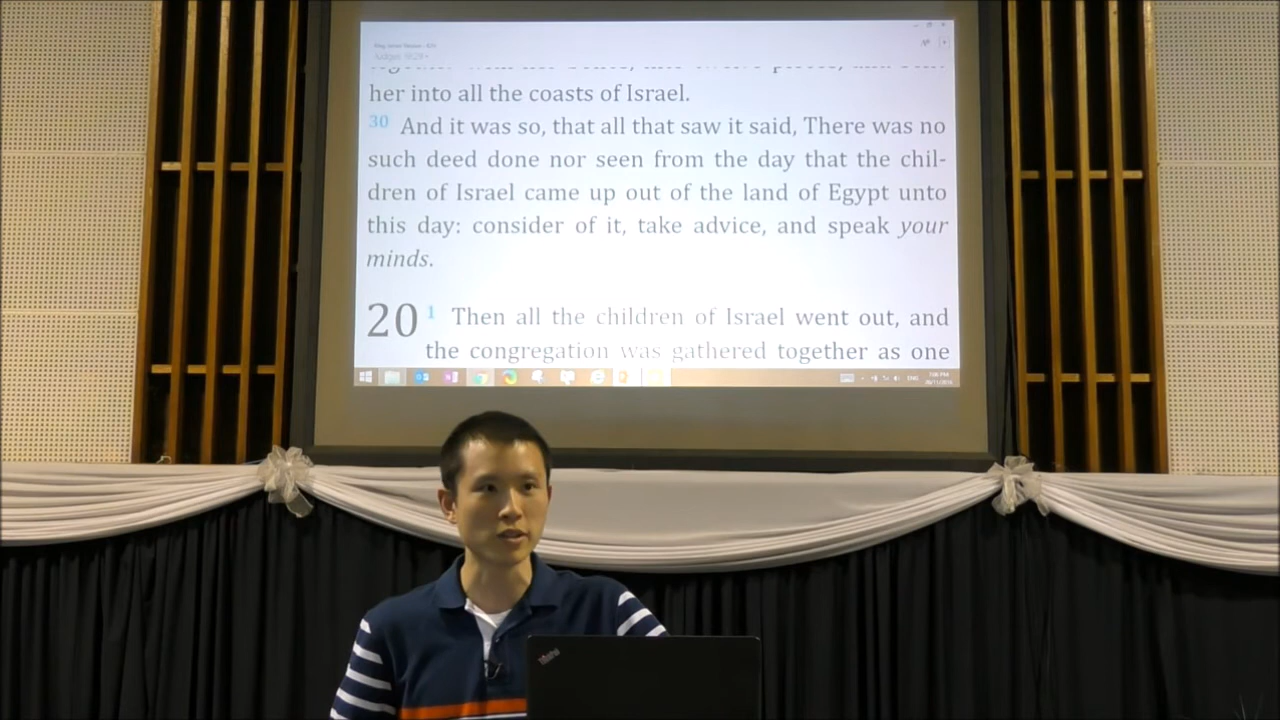 her into all the coasts of Israel.
30 And it was so, that all that saw it said, There was no
such deed done nor seen from the day that the chil-
dren of Israel came up out of the land of Egypt unto
this day: consider of it, take advice, and speak your
minds.
20 1 Then all the children of Israel went out, and
the congregation was gathered together as one
ENG